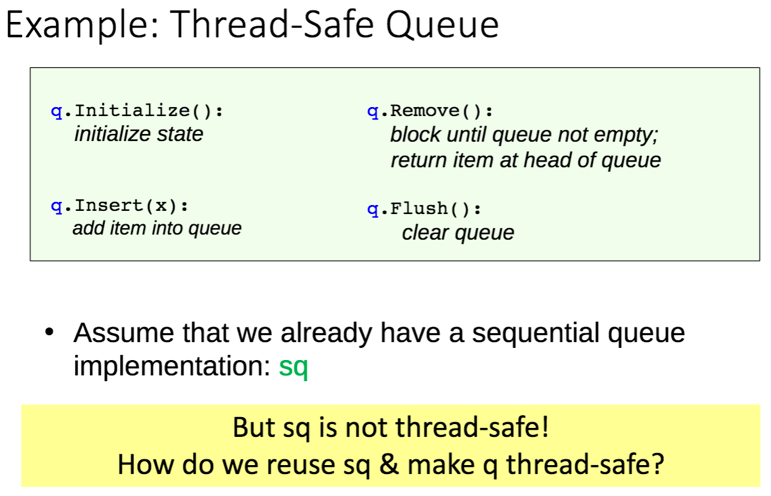 Example: Thread-Safe Queue
q.Initialize():
initialize state
q.Remove():
block until queue not empty;
return item at head of queue
q.Insert(x):
add item into queue
q.Flush():
clear queue
• Assume that we already have a sequential queue
implementation: sq
But sq is not thread-safe!
How do we reuse sq & make q thread-safe?